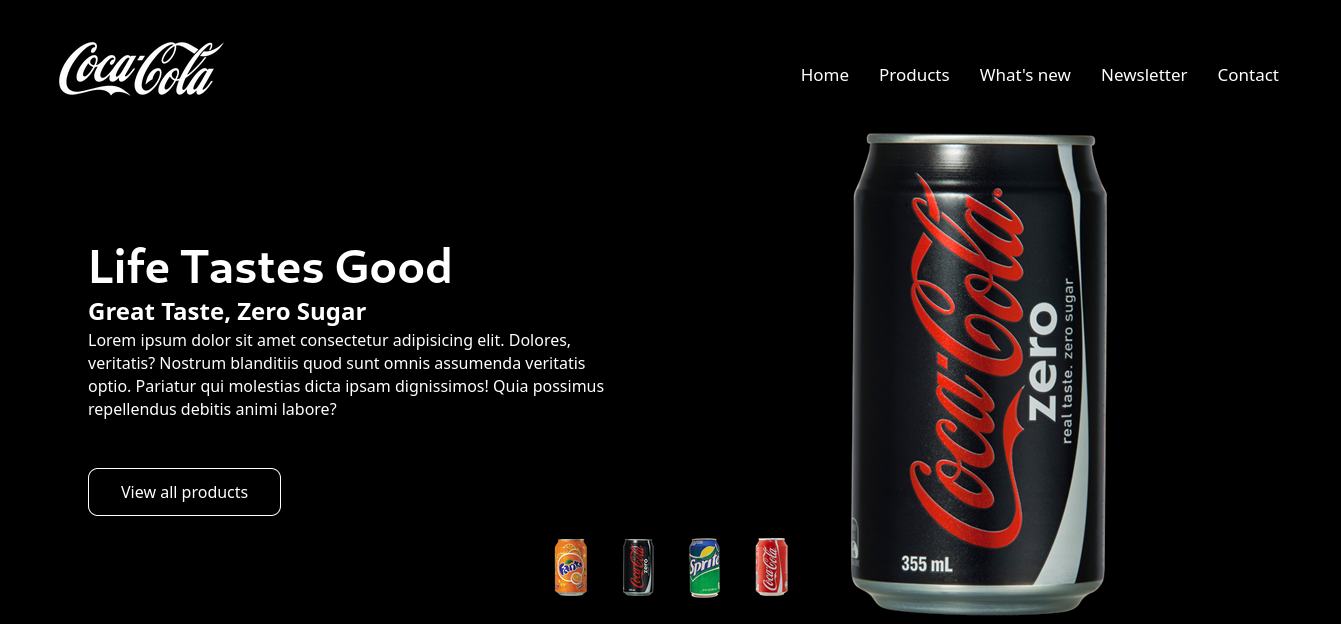 Coca-Cola
Home Products What's new Newsletter Contact
Life Tastes Good
Great Taste, Zero Sugar
Lorem ipsum dolor sit amet consectetur adipisicing elit. Dolores,
veritatis? Nostrum blanditiis quod sunt omnis assumenda veritatis
optio. Pariatur qui molestias dicta ipsam dignissimos! Quia possimus
repellendus debitis animi labore?
View all products
Coca-Cola
zero
real taste. zero sugar
355 mL
Fanta
Coca-Cola
zero
Sprite
Coca-Cola